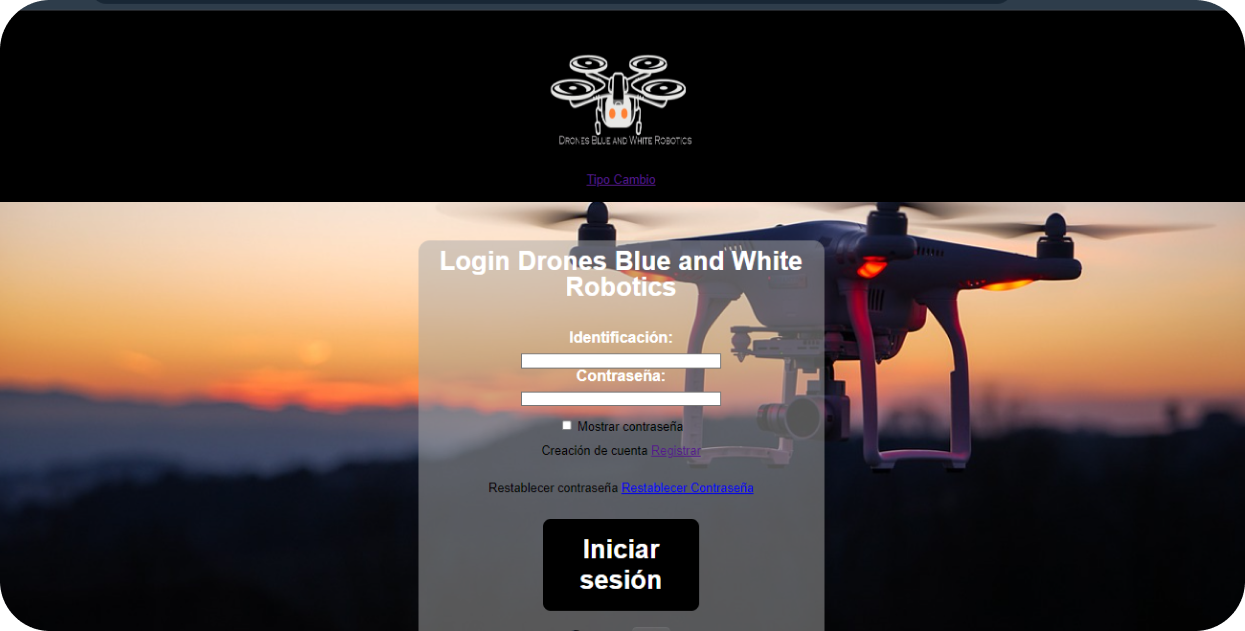 DRONES BLUE AND WHITE ROBOTICS
Tipo Cambio
Login Drones Blue and White
Robotics
Identificación:
Contraseña:
Mostrar contraseña
Creación de cuenta Registrar
Restablecer contraseña Restablecer Contraseña
Iniciar
sesión